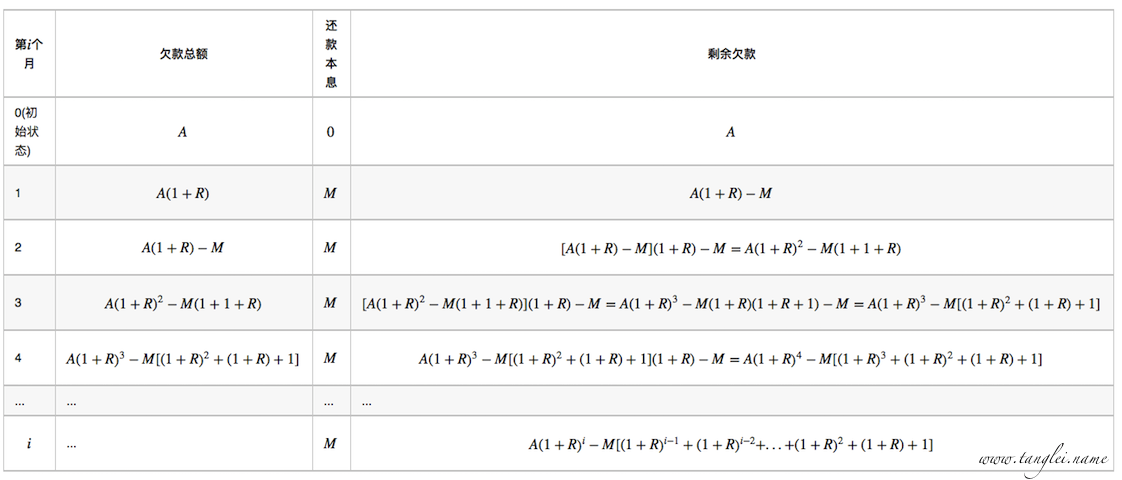 第i个月 欠款总额 还款本息 剩余欠款
0(初始状态) A 0 A
1 A(1 + R) M A(1 + R) − M
2 A(1 + R) − M M [A(1 + R) − M](1 + R) − M = A(1 + R)² − M(1 + 1 + R)
3 A(1 + R)² − M(1 + 1 + R) M [A(1 + R)² − M(1 + 1 + R)](1 + R) − M = A(1 + R)³ − M(1 + R)(1 + R + 1) − M = A(1 + R)³ − M[(1 + R)² + (1 + R) + 1]
4 A(1 + R)³ − M[(1 + R)² + (1 + R) + 1] M A(1 + R)³ − M[(1 + R)² + (1 + R) + 1](1 + R) − M = A(1 + R)⁴ − M[(1 + R)³ + (1 + R)² + (1 + R) + 1]
... ... ... ...
i ... M A(1 + R)ⁱ − M[(1 + R)ⁱ⁻¹ + (1 + R)ⁱ⁻²+...+(1 + R)² + (1 + R) + 1]
www.tanglei.name